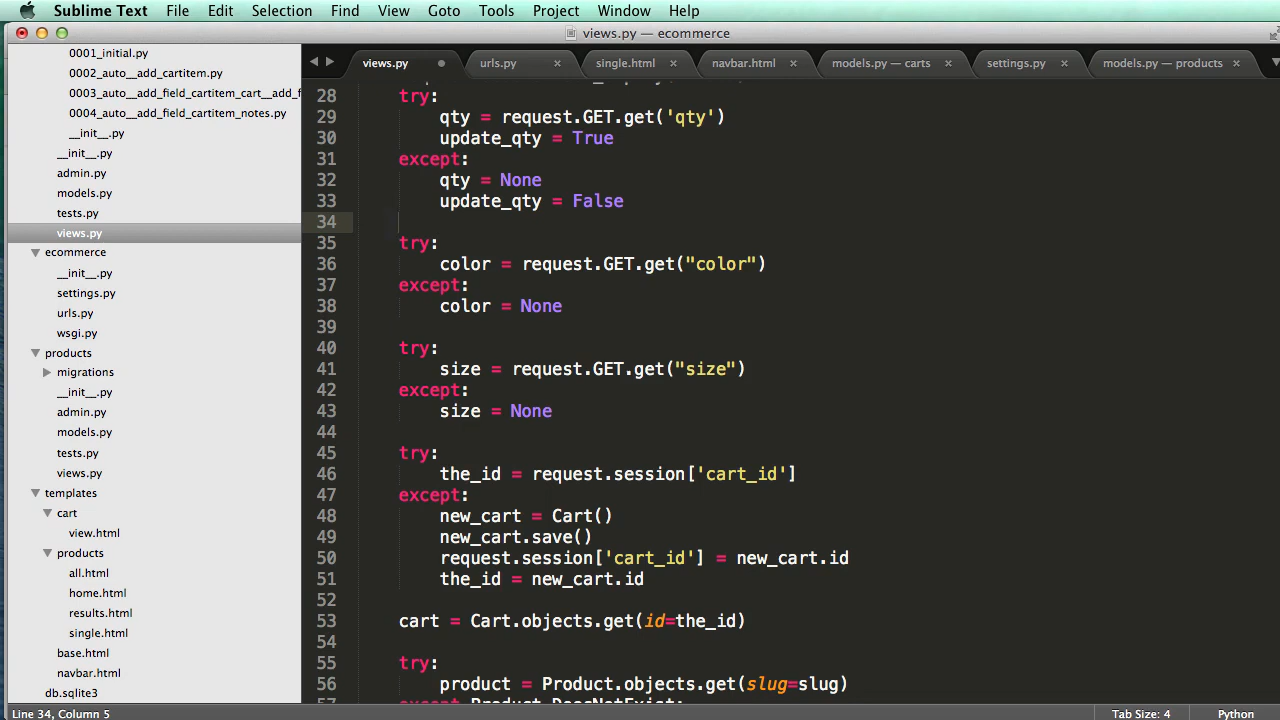 Sublime Text File Edit Selection Find View Goto Tools Project Window Help
views.py — ecommerce
0001_initial.py
0002_auto__add_cartitem.py
0003_auto__add_field_cartitem_cart__add_f
0004_auto__add_field_cartitem_notes.py
__init__.py
__init__.py
admin.py
models.py
tests.py
views.py
ecommerce
__init__.py
settings.py
urls.py
wsgi.py
products
migrations
__init__.py
admin.py
models.py
tests.py
views.py
templates
cart
view.html
products
all.html
home.html
results.html
single.html
base.html
navbar.html
db.sqlite3
views.py urls.py single.html navbar.html models.py — carts settings.py models.py — products
28 try:
29 qty = request.GET.get('qty')
30 update_qty = True
31 except:
32 qty = None
33 update_qty = False
34
35 try:
36 color = request.GET.get("color")
37 except:
38 color = None
39
40 try:
41 size = request.GET.get("size")
42 except:
43 size = None
44
45 try:
46 the_id = request.session['cart_id']
47 except:
48 new_cart = Cart()
49 new_cart.save()
50 request.session['cart_id'] = new_cart.id
51 the_id = new_cart.id
52
53 cart = Cart.objects.get(id=the_id)
54
55 try:
56 product = Product.objects.get(slug=slug)
57 except Product.DoesNotExist:
Line 34, Column 5 Tab Size: 4 Python